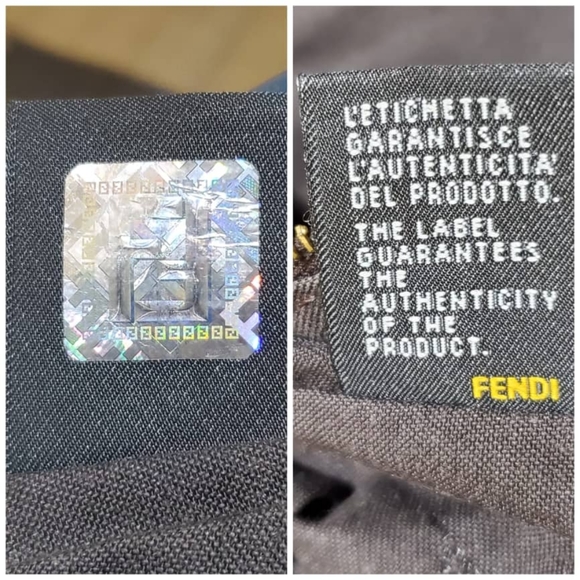 L'ETICHETTA
GARANTISCE
L'AUTENTICITA'
DEL PRODOTTO.
THE LABEL
GUARANTEES
THE
AUTHENTICITY
OF THE
PRODUCT.
FENDI